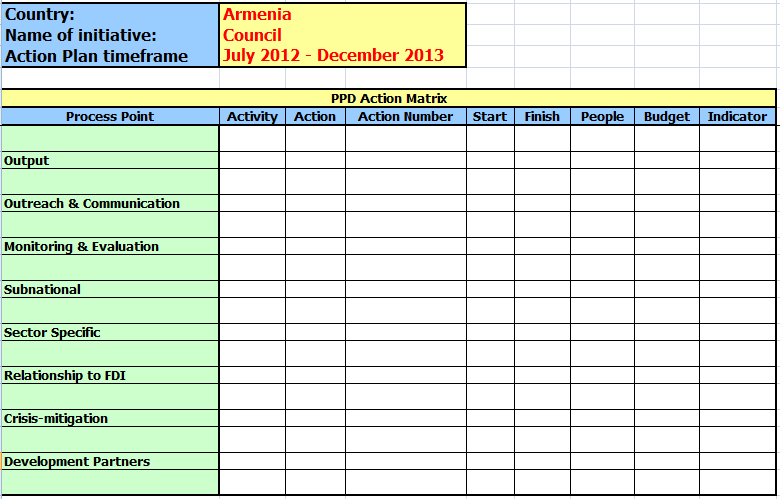 Country: Armenia
Name of initiative: Council
Action Plan timeframe July 2012 - December 2013
PPD Action Matrix
Process Point Activity Action Action Number Start Finish People Budget Indicator
Output
Outreach & Communication
Monitoring & Evaluation
Subnational
Sector Specific
Relationship to FDI
Crisis-mitigation
Development Partners